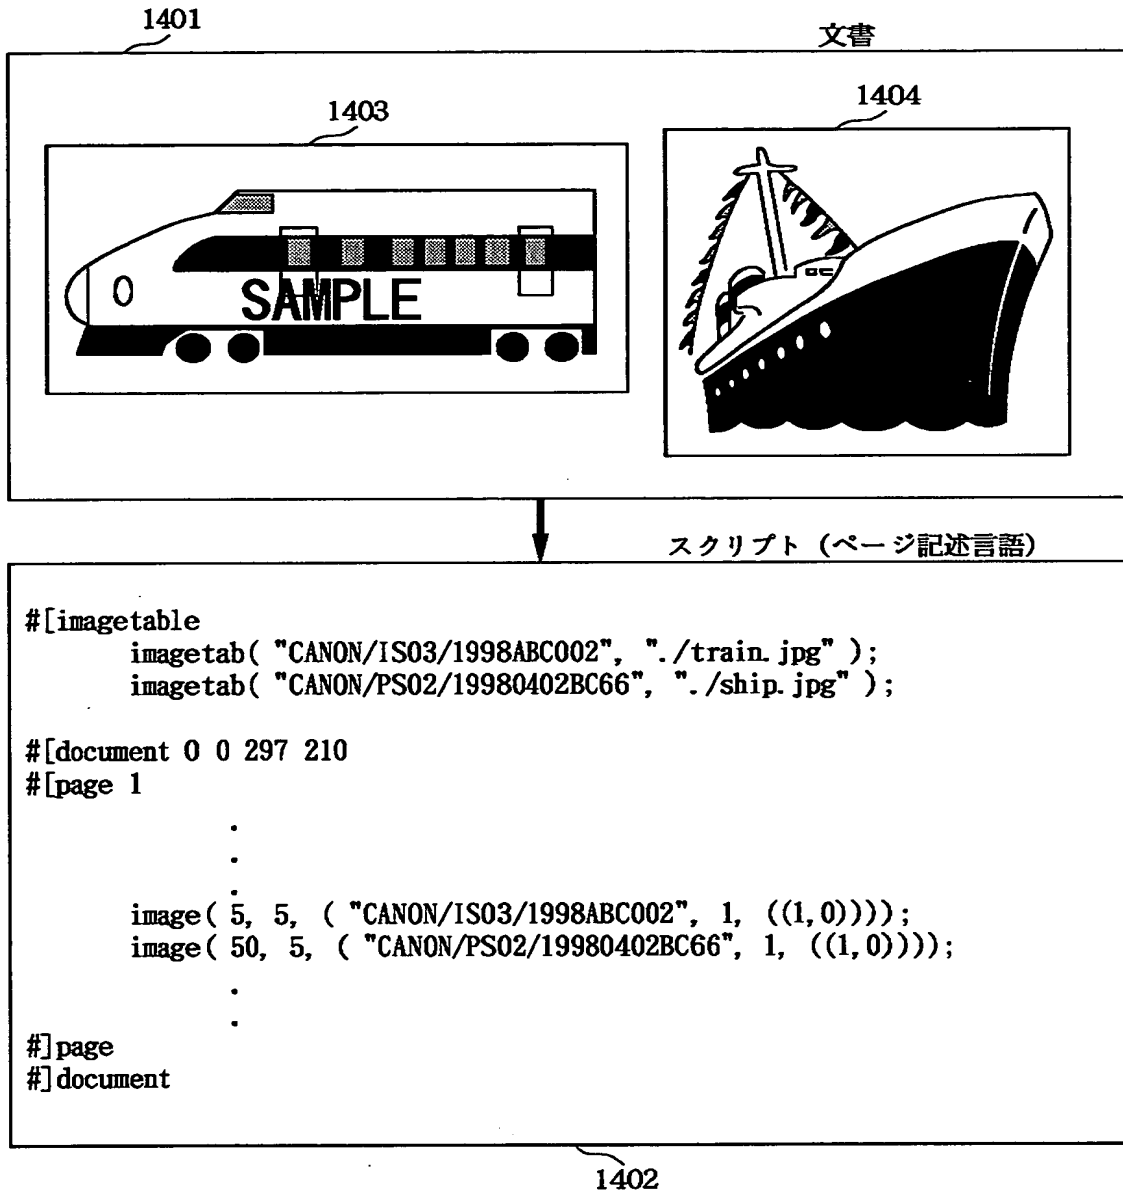 1401
文書
1403
1404
SAMPLE
スクリプト (ページ記述言語)
#[imagetable
imagetab( "CANON/IS03/1998ABC002", "./train.jpg" );
imagetab( "CANON/PS02/19980402BC66", "./ship.jpg" );
#[document 0 0 297 210
#[page 1
.
.
.
image( 5, 5, ( "CANON/IS03/1998ABC002", 1, ((1,0))));
image( 50, 5, ( "CANON/PS02/19980402BC66", 1, ((1,0))));
.
.
#]page
#]document
1402